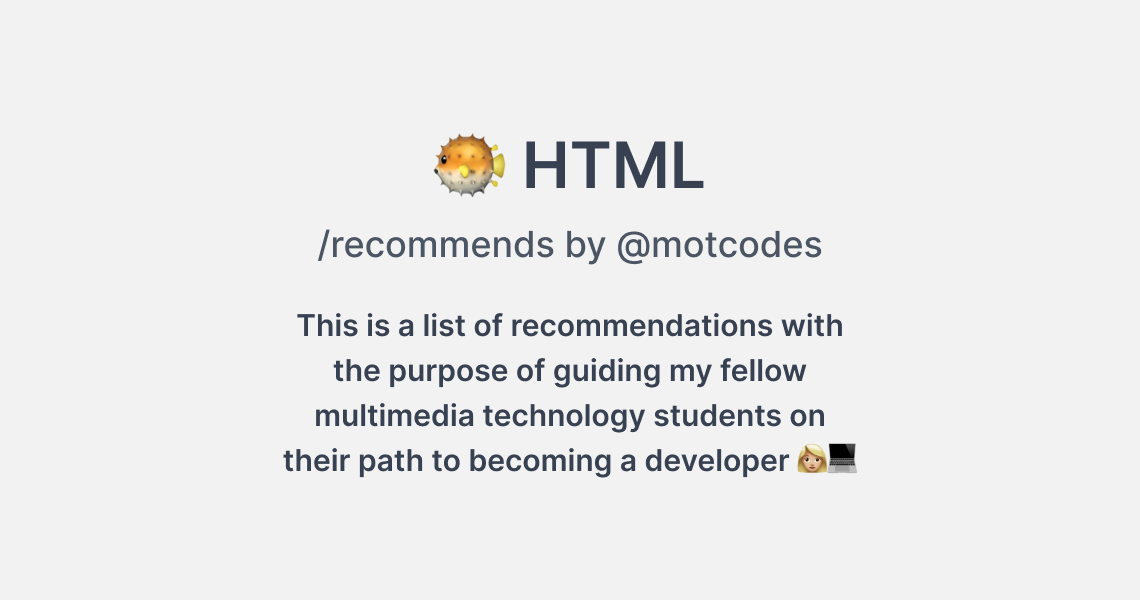 🐡 HTML
/recommends by @motcodes
This is a list of recommendations with
the purpose of guiding my fellow
multimedia technology students on
their path to becoming a developer 👩🏼💻